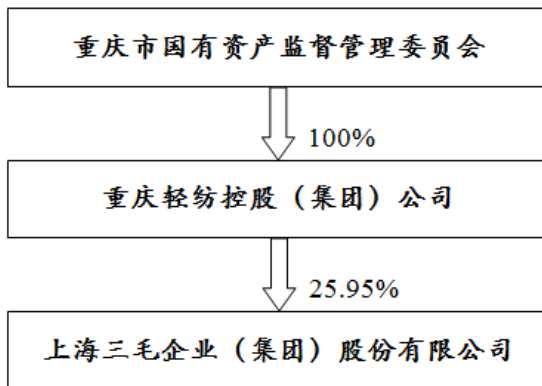 重庆市国有资产监督管理委员会
100%
重庆轻纺控股（集团）公司
25.95%
上海三毛企业（集团）股份有限公司